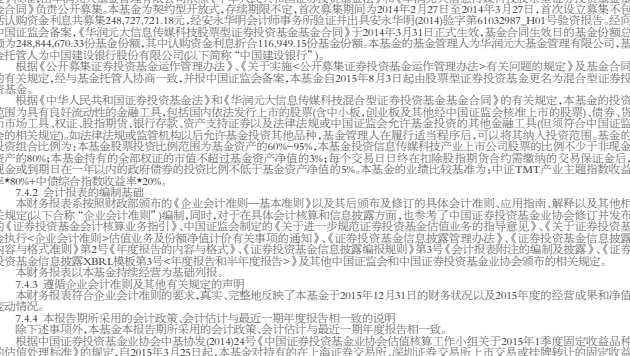 合同》负责公开募集。本基金为契约型开放式，存续期限不定，首次募集期间为2014年2月27日至2014年3月27日，首次设立募集不包
括认购资金利息共募集248,727,721.18元，经安永华明会计师事务所验证并出具安永华明(2014)验字第61032987_H01号验资报告。经向
中国证监会备案，《华润元大信息传媒科技股票型证券投资基金基金合同》于2014年3月31日正式生效，基金合同生效日的基金份额总
额为248,844,670.33份基金份额，其中认购资金利息折合116,949.15份基金份额。本基金的基金管理人为华润元大基金管理有限公司，基
金托管人为中国建设银行股份有限公司(以下简称“中国建设银行”)。
根据《公开募集证券投资基金运作管理办法》、《关于实施<公开募集证券投资基金运作管理办法>有关问题的规定》及基金合同
的有关规定，经与基金托管人协商一致，并报中国证监会备案，本基金自2015年8月3日起由股票型证券投资基金更名为混合型证券投
资基金。
根据《中华人民共和国证券投资基金法》和《华润元大信息传媒科技混合型证券投资基金基金合同》的有关规定，本基金的投资
范围为具有良好流动性的金融工具，包括国内依法发行上市的股票(含中小板，创业板及其他经中国证监会核准上市的股票)、债券、货
币市场工具、权证、股指期货、银行存款、资产支持证券以及法律法规或中国证监会允许基金投资的其他金融工具(但须符合中国证监
会的相关规定)。如法律法规或监管机构以后允许基金投资其他品种，基金管理人在履行适当程序后，可以将其纳入投资范围。基金的
投资组合比例为：本基金股票投资比例范围为基金资产的60%-95%，本基金投资信息传媒科技产业上市公司股票的比例不少于非现金
资产的80%；本基金持有的全部权证的市值不超过基金资产净值的3%；每个交易日日终在扣除股指期货合约需缴纳的交易保证金后，
现金或到期日在一年以内的政府债券的投资比例不低于基金资产净值的5%。本基金的业绩比较基准为：中证TMT产业主题指数收益
率*80%+中债综合指数收益率*20%。
7.4.2 会计报表的编制基础
本财务报表系按照财政部颁布的《企业会计准则—基本准则》以及其后颁布及修订的具体会计准则、应用指南、解释以及其他相
关规定(以下合称“企业会计准则”)编制，同时，对于在具体会计核算和信息披露方面，也参考了中国证券投资基金业协会修订并发布
的《证券投资基金会计核算业务指引》、中国证监会制定的《关于进一步规范证券投资基金估值业务的指导意见》、《关于证券投资基
金执行<企业会计准则>估值业务及份额净值计价有关事项的通知》、《证券投资基金信息披露管理办法》、《证券投资基金信息披露
内容与格式准则》第2号《年度报告的内容与格式》、《证券投资基金信息披露编报规则》第3号《会计报表附注的编制及披露》、《证券
投资基金信息披露XBRL模板第3号<年度报告和半年度报告>》及其他中国证监会和中国证券投资基金业协会颁布的相关规定。
本财务报表以本基金持续经营为基础列报。
7.4.3 遵循企业会计准则及其他有关规定的声明
本财务报表符合企业会计准则的要求，真实、完整地反映了本基金于2015年12月31日的财务状况以及2015年度的经营成果和净值
变动情况。
7.4.4 本报告期所采用的会计政策、会计估计与最近一期年度报告相一致的说明
除下述事项外，本基金本报告期所采用的会计政策、会计估计与最近一期年度报告相一致。
根据中国证券投资基金业协会中基协发(2014)24号《中国证券投资基金业协会估值核算工作小组关于2015年1季度固定收益品种
的估值处理标准》的规定，自2015年3月25日起，本基金对持有的在上海证券交易所、深圳证券交易所上市交易或挂牌转让的固定收益